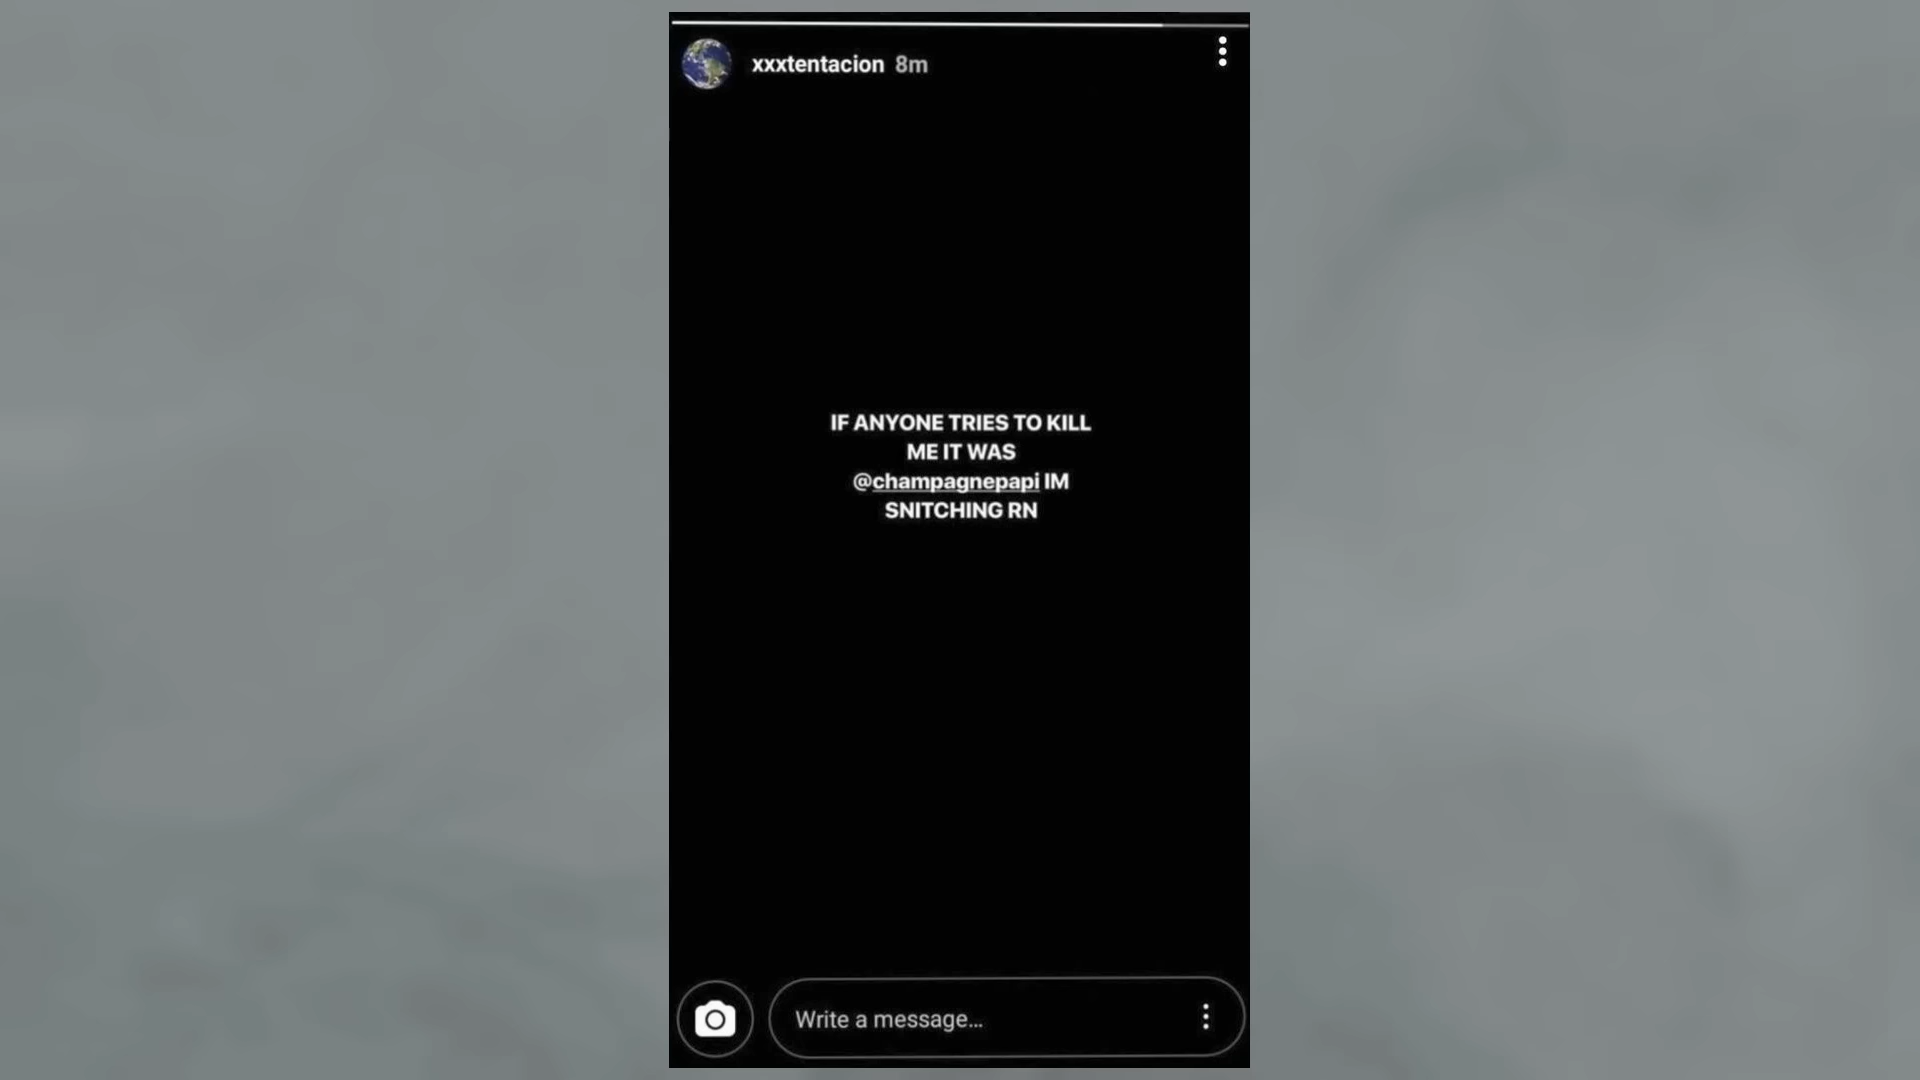 xxxtentacion 8m
IF ANYONE TRIES TO KILL
ME IT WAS
@champagnepapi IM
SNITCHING RN
Write a message...